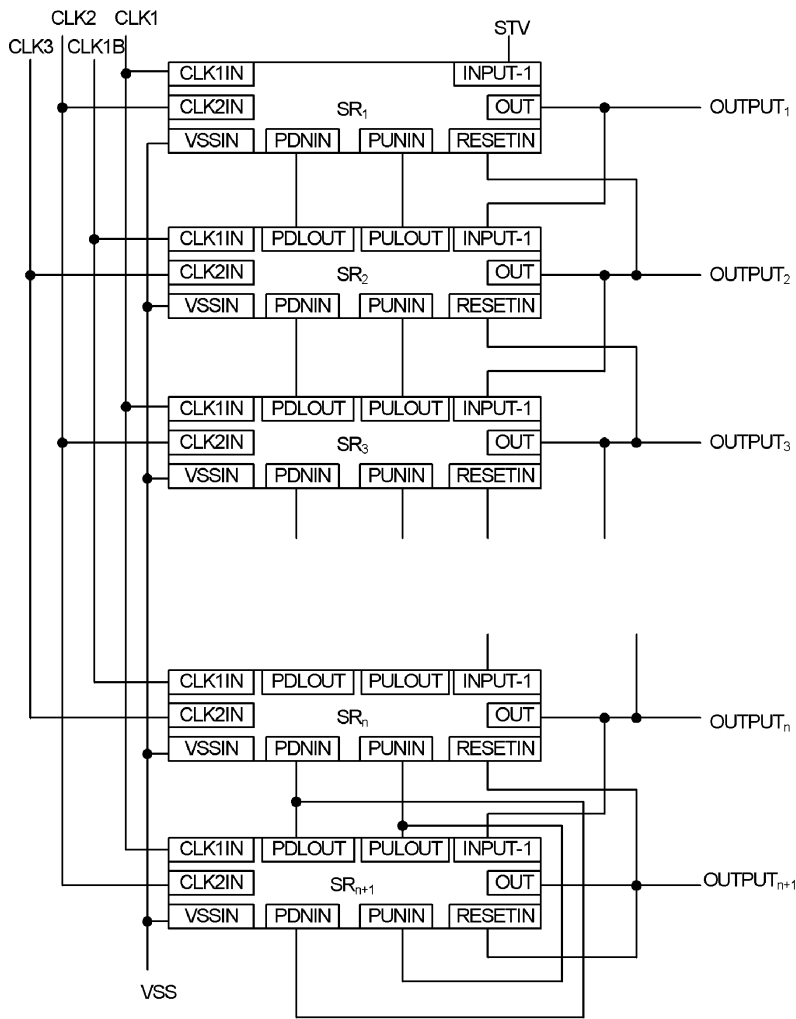 CLK2 CLK1
CLK3 CLK1B STV
CLK1IN INPUT-1
CLK2IN SR1 OUT OUTPUT1
VSSIN PDNIN PUNIN RESETIN
CLK1IN PDLOUT PULOUT INPUT-1
CLK2IN SR2 OUT OUTPUT2
VSSIN PDNIN PUNIN RESETIN
CLK1IN PDLOUT PULOUT INPUT-1
CLK2IN SR3 OUT OUTPUT3
VSSIN PDNIN PUNIN RESETIN
CLK1IN PDLOUT PULOUT INPUT-1
CLK2IN SRn OUT OUTPUTn
VSSIN PDNIN PUNIN RESETIN
CLK1IN PDLOUT PULOUT INPUT-1
CLK2IN SRn+1 OUT OUTPUTn+1
VSSIN PDNIN PUNIN RESETIN
VSS